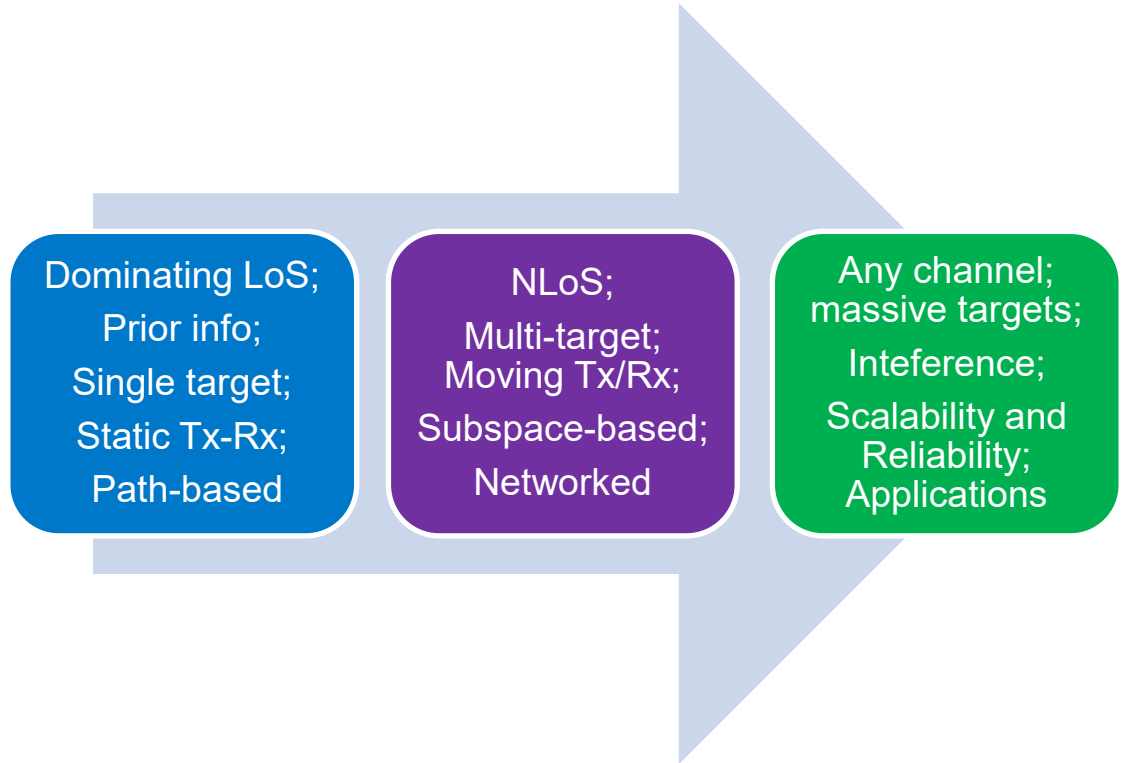 Dominating LoS;
Prior info;
Single target;
Static Tx-Rx;
Path-based
NLoS;
Multi-target;
Moving Tx/Rx;
Subspace-based;
Networked
Any channel;
massive targets;
Inteference;
Scalability and
Reliability;
Applications